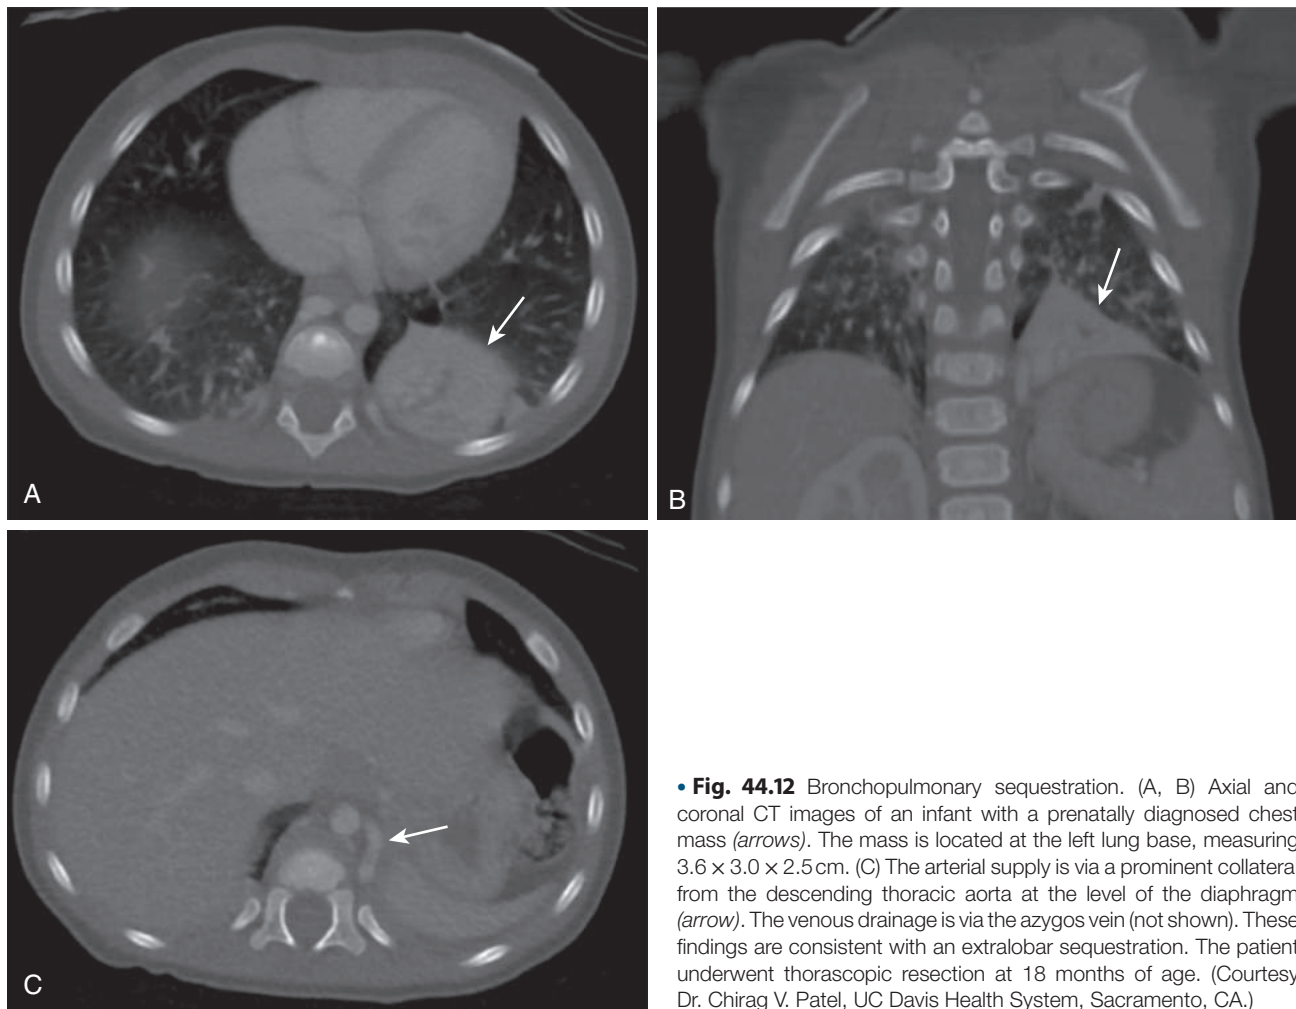 A
B
C
• Fig. 44.12 Bronchopulmonary sequestration. (A, B) Axial and
coronal CT images of an infant with a prenatally diagnosed chest
mass (arrows). The mass is located at the left lung base, measuring
3.6 × 3.0 × 2.5 cm. (C) The arterial supply is via a prominent collatera
from the descending thoracic aorta at the level of the diaphragm
(arrow). The venous drainage is via the azygos vein (not shown). These
findings are consistent with an extralobar sequestration. The patient
underwent thorascopic resection at 18 months of age. (Courtesy
Dr. Chirag V. Patel, UC Davis Health System, Sacramento, CA.)